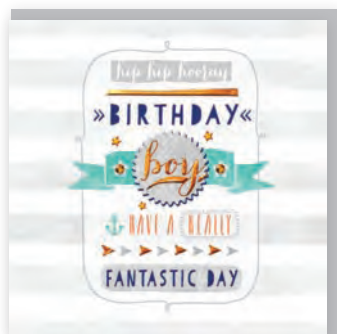 hip hip hooray
»BIRTHDAY«
boy
HAVE A REALLY
FANTASTIC DAY